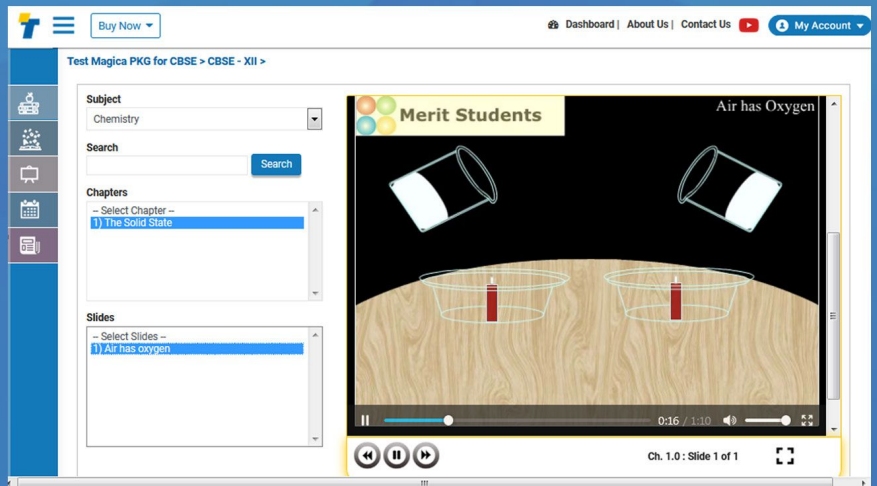 Buy Now
Dashboard | About Us | Contact Us
My Account
Test Magica PKG for CBSE > CBSE - XII >
Subject
Chemistry
Search
Search
Chapters
-- Select Chapter --
1) The Solid State
Slides
-- Select Slides --
1) Air has oxygen
Merit Students
Air has Oxygen
0:16 / 1:10
Ch. 1.0 : Slide 1 of 1